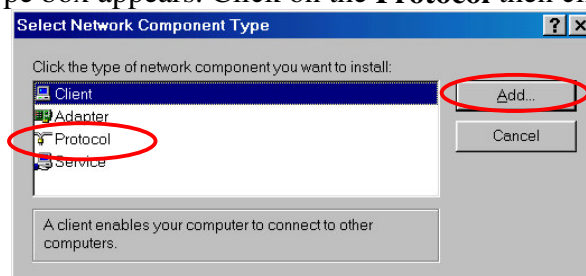 pe box appears. Click on the Protocol then
Select Network Component Type
Click the type of network component you want to install:
Client
Add...
Adapter
Protocol
Cancel
Service
A client enables your computer to connect to other
computers.